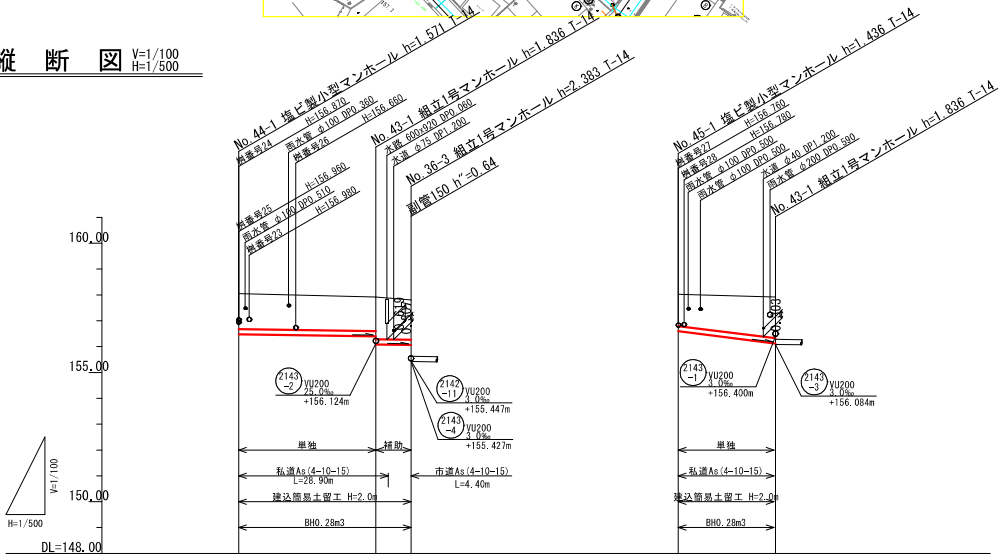 縦 断 図 V=1/100
H=1/500
No.44-1 塩ビ製小型マンホール h=1.571 T-14
桝番号24 H=156.870
雨水管 φ100 DP0.360
桝番号26 H=156.660
桝番号25 H=156.960
雨水管 φ100 DP0.510
桝番号23 H=156.980
No.43-1 組立1号マンホール h=1.836 T-14
水路 600x920 DP0.060
水道 φ75 DP1.200
No.36-3 組立1号マンホール h=2.383 T-14
副管150 h"=0.64
No.45-1 塩ビ製小型マンホール h=1.436 T-14
桝番号27 H=156.760
桝番号28 H=156.780
雨水管 φ100 DP0.500
雨水管 φ100 DP0.500
水道 φ40 DP1.200
雨水管 φ200 DP0.590
No.43-1 組立1号マンホール h=1.836 T-14
160.00
155.00
150.00
DL=148.00
2143
-2
VU200
25.0‰
+156.124m
2142
-11
VU200
3.0‰
+155.447m
2143
-4
VU200
3.0‰
+155.427m
2143
-1
VU200
3.0‰
+156.400m
2143
-3
VU200
3.0‰
+156.084m
単独
補助
私道As(4-10-15)
L=28.90m
市道As(4-10-15)
L=4.40m
建込簡易土留工 H=2.0m
BH0.28m3
単独
私道As(4-10-15)
建込簡易土留工 H=2.0m
BH0.28m3
V=1/100
H=1/500